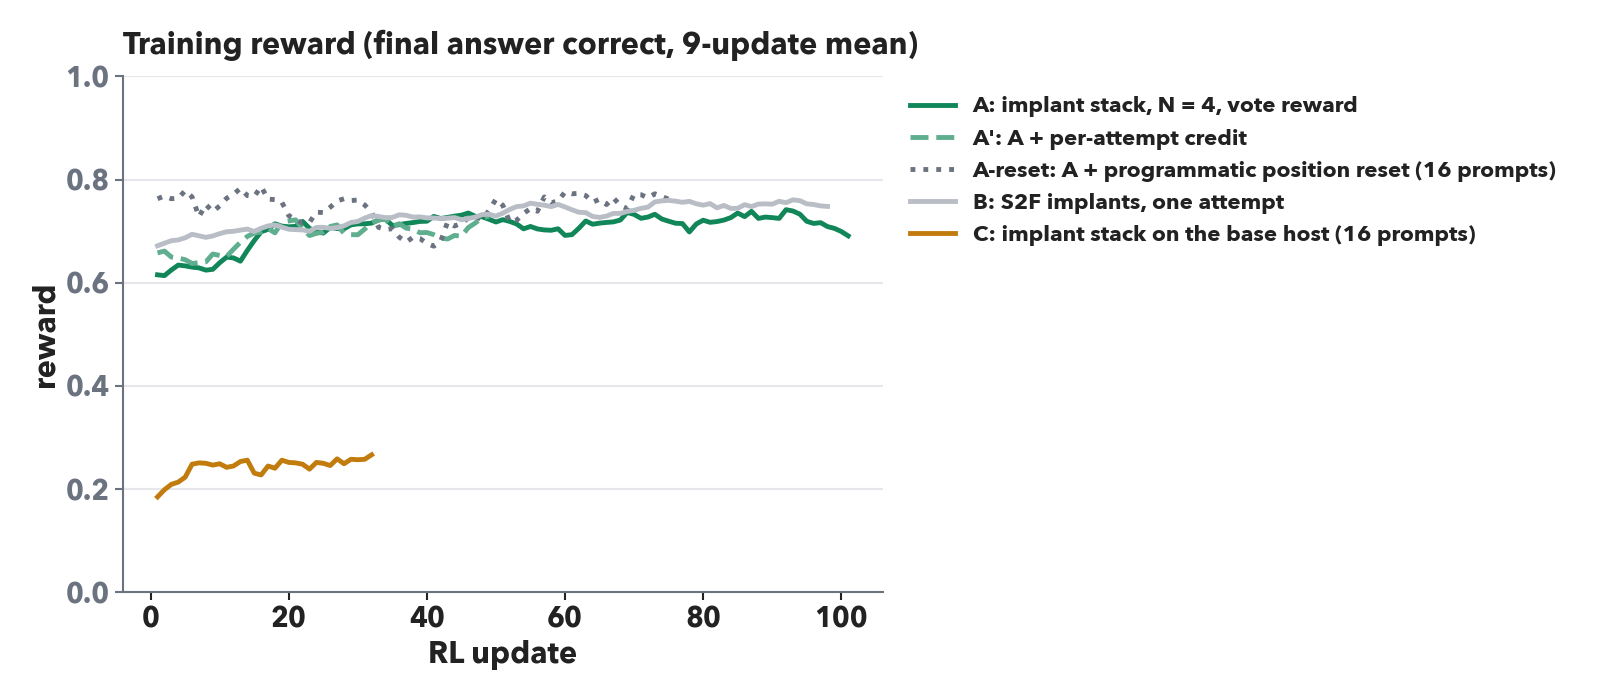 Training reward (final answer correct, 9-update mean)
1.0
0.8
0.6
0.4
0.2
0.0
reward
0 20 40 60 80 100
RL update
A: implant stack, N = 4, vote reward
A': A + per-attempt credit
A-reset: A + programmatic position reset (16 prompts)
B: S2F implants, one attempt
C: implant stack on the base host (16 prompts)